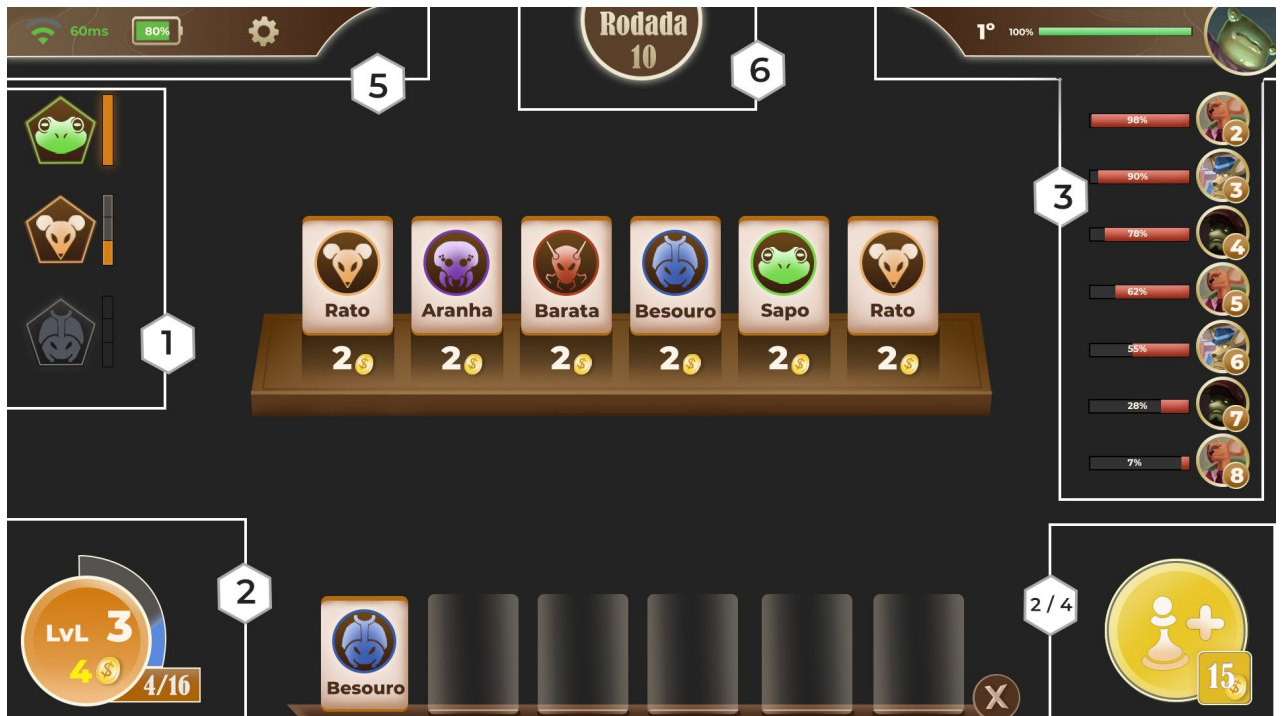 60ms
80%
5
Rodada
10
6
1º
100%
98%
2
90%
3
3
78%
4
62%
5
55%
6
28%
7
7%
8
1
Rato
Aranha
Barata
Besouro
Sapo
Rato
2 $
2 $
2 $
2 $
2 $
2 $
2
LvL 3
4 $
4/16
Besouro
X
2 / 4
15 $